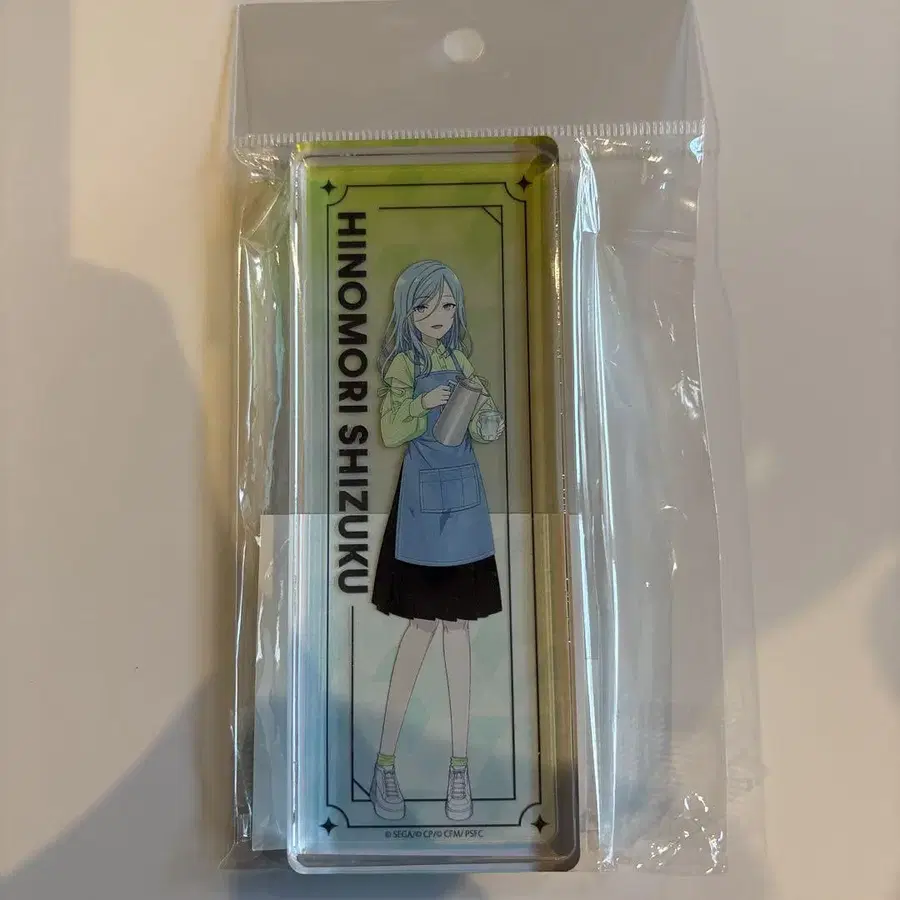 HINOMORI SHIZUKU
© SEGA/© CP/© CFM/ PSFC